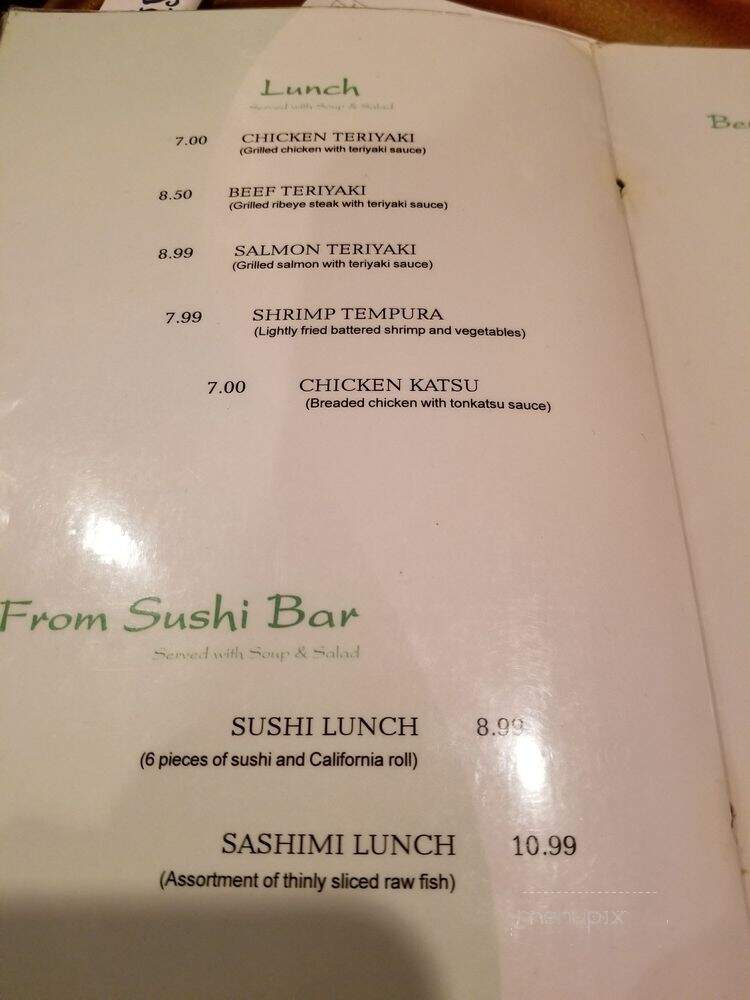 Lunch
Served with Soup & Salad
7.00 CHICKEN TERIYAKI
(Grilled chicken with teriyaki sauce)
8.50 BEEF TERIYAKI
(Grilled ribeye steak with teriyaki sauce)
8.99 SALMON TERIYAKI
(Grilled salmon with teriyaki sauce)
7.99 SHRIMP TEMPURA
(Lightly fried battered shrimp and vegetables)
7.00 CHICKEN KATSU
(Breaded chicken with tonkatsu sauce)
From Sushi Bar
Served with Soup & Salad
SUSHI LUNCH 8.99
(6 pieces of sushi and California roll)
SASHIMI LUNCH 10.99
(Assortment of thinly sliced raw fish)
menupix